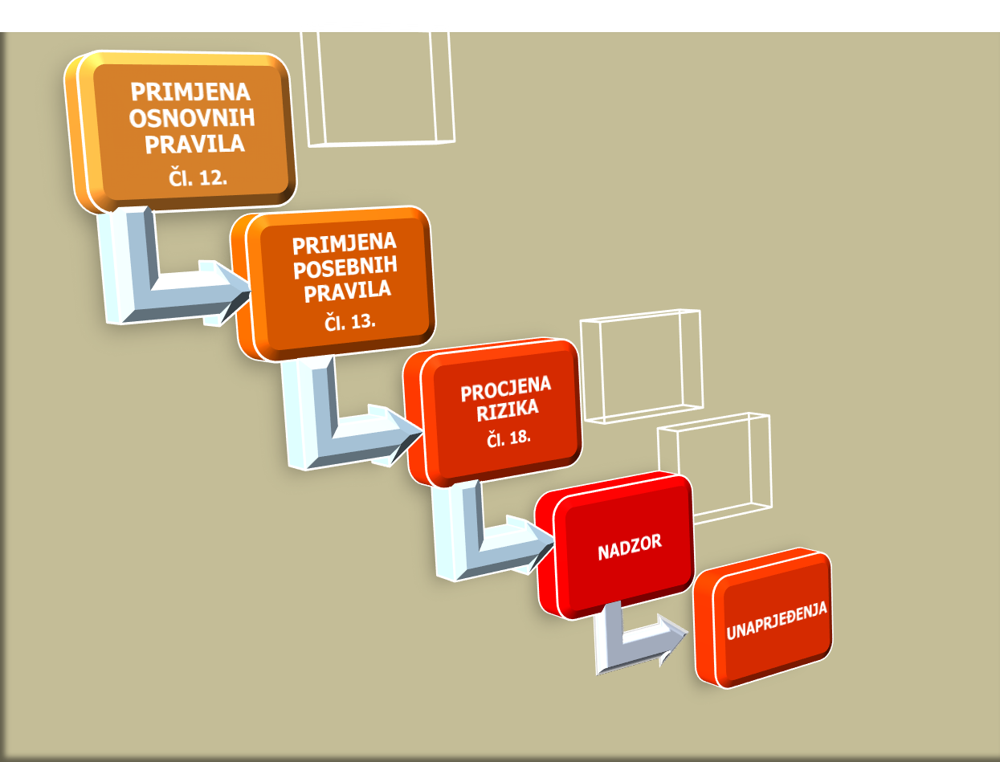 PRIMJENA
OSNOVNIH
PRAVILA
Čl. 12.
PRIMJENA
POSEBNIH
PRAVILA
Čl. 13.
PROCJENA
RIZIKA
Čl. 18.
NADZOR
UNAPRJEĐENJA